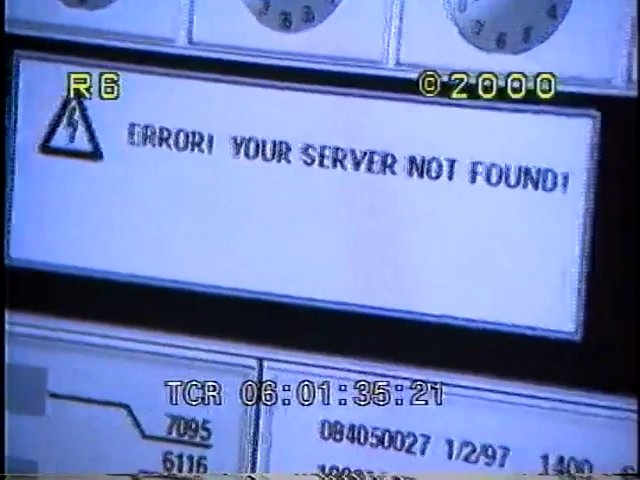 R6 ©2000
ERROR! YOUR SERVER NOT FOUND!
TCR 06:01:35:21
7095
6116
084050027 1/2/97 1400